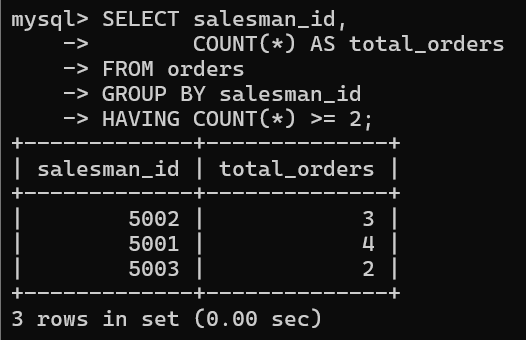 mysql> SELECT salesman_id,
    ->        COUNT(*) AS total_orders
    -> FROM orders
    -> GROUP BY salesman_id
    -> HAVING COUNT(*) >= 2;
+-------------+--------------+
| salesman_id | total_orders |
+-------------+--------------+
|        5002 |            3 |
|        5001 |            4 |
|        5003 |            2 |
+-------------+--------------+
3 rows in set (0.00 sec)